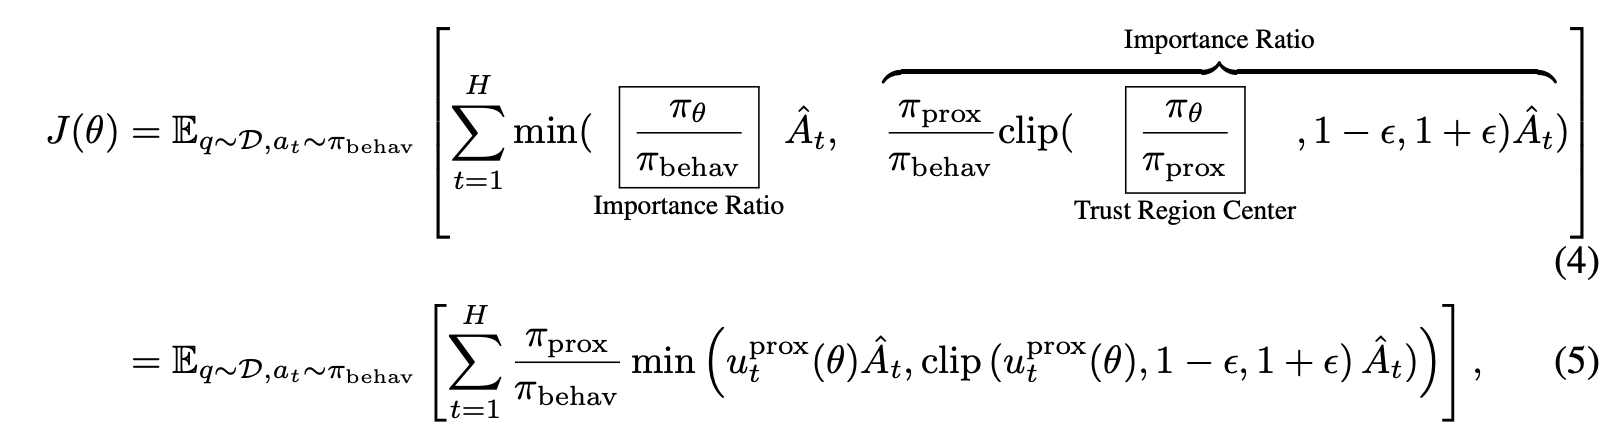 Importance Ratio
J(θ) = 𝔼_{q∼𝒟,a_t∼π_behav} [ ∑_{t=1}^{H} min( π_θ/π_behav Â_t, π_prox/π_behav clip( π_θ/π_prox , 1 − ϵ, 1 + ϵ)Â_t) ]
Importance Ratio Trust Region Center
(4)
= 𝔼_{q∼𝒟,a_t∼π_behav} [ ∑_{t=1}^{H} π_prox/π_behav min ( u_t^prox(θ)Â_t, clip (u_t^prox(θ), 1 − ϵ, 1 + ϵ) Â_t) ) ] , (5)